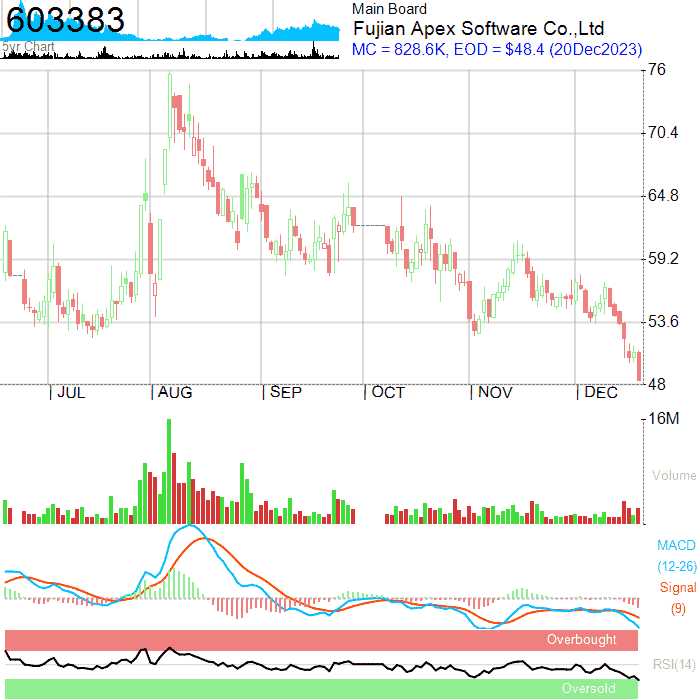 603383
5yr Chart
Main Board
Fujian Apex Software Co.,Ltd
MC = 828.6K, EOD = $48.4 (20Dec2023)
76
70.4
64.8
59.2
53.6
48
JUL
AUG
SEP
OCT
NOV
DEC
16M
Volume
MACD
(12-26)
Signal
(9)
Overbought
RSI(14)
Oversold